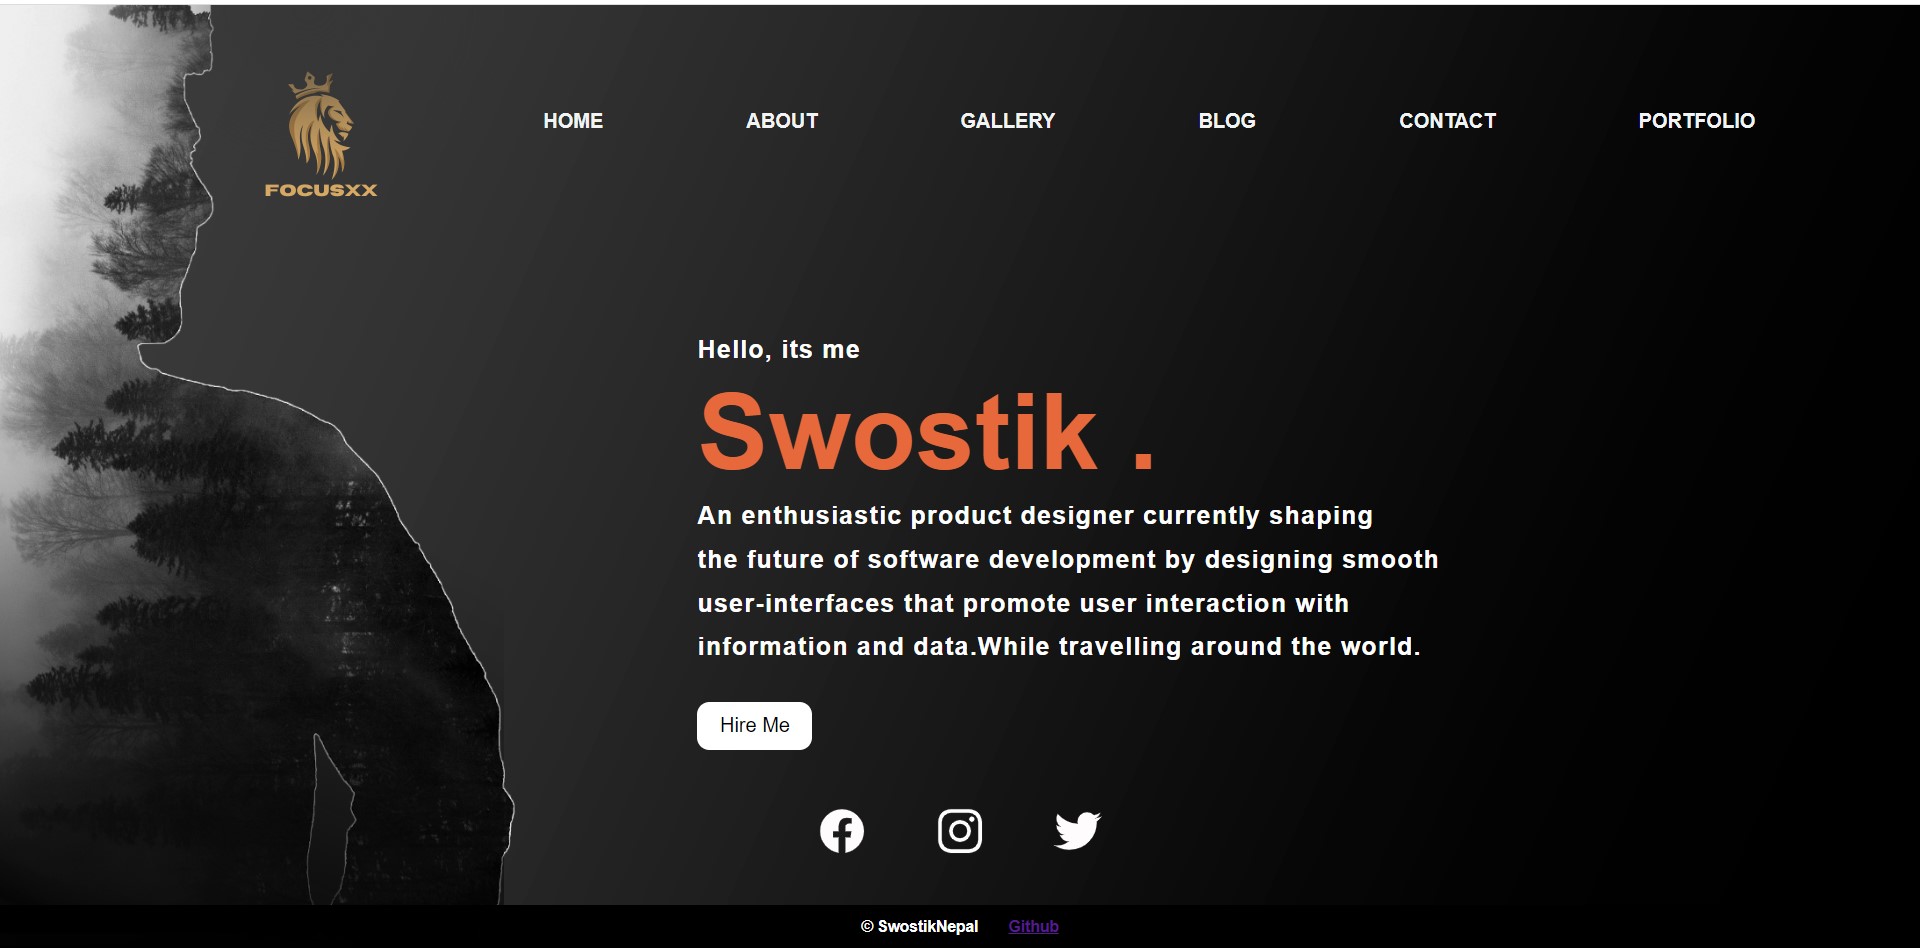 FOCUSXX
HOME ABOUT GALLERY BLOG CONTACT PORTFOLIO
Hello, its me
Swostik .
An enthusiastic product designer currently shaping
the future of software development by designing smooth
user-interfaces that promote user interaction with
information and data.While travelling around the world.
Hire Me
© SwostikNepal Github